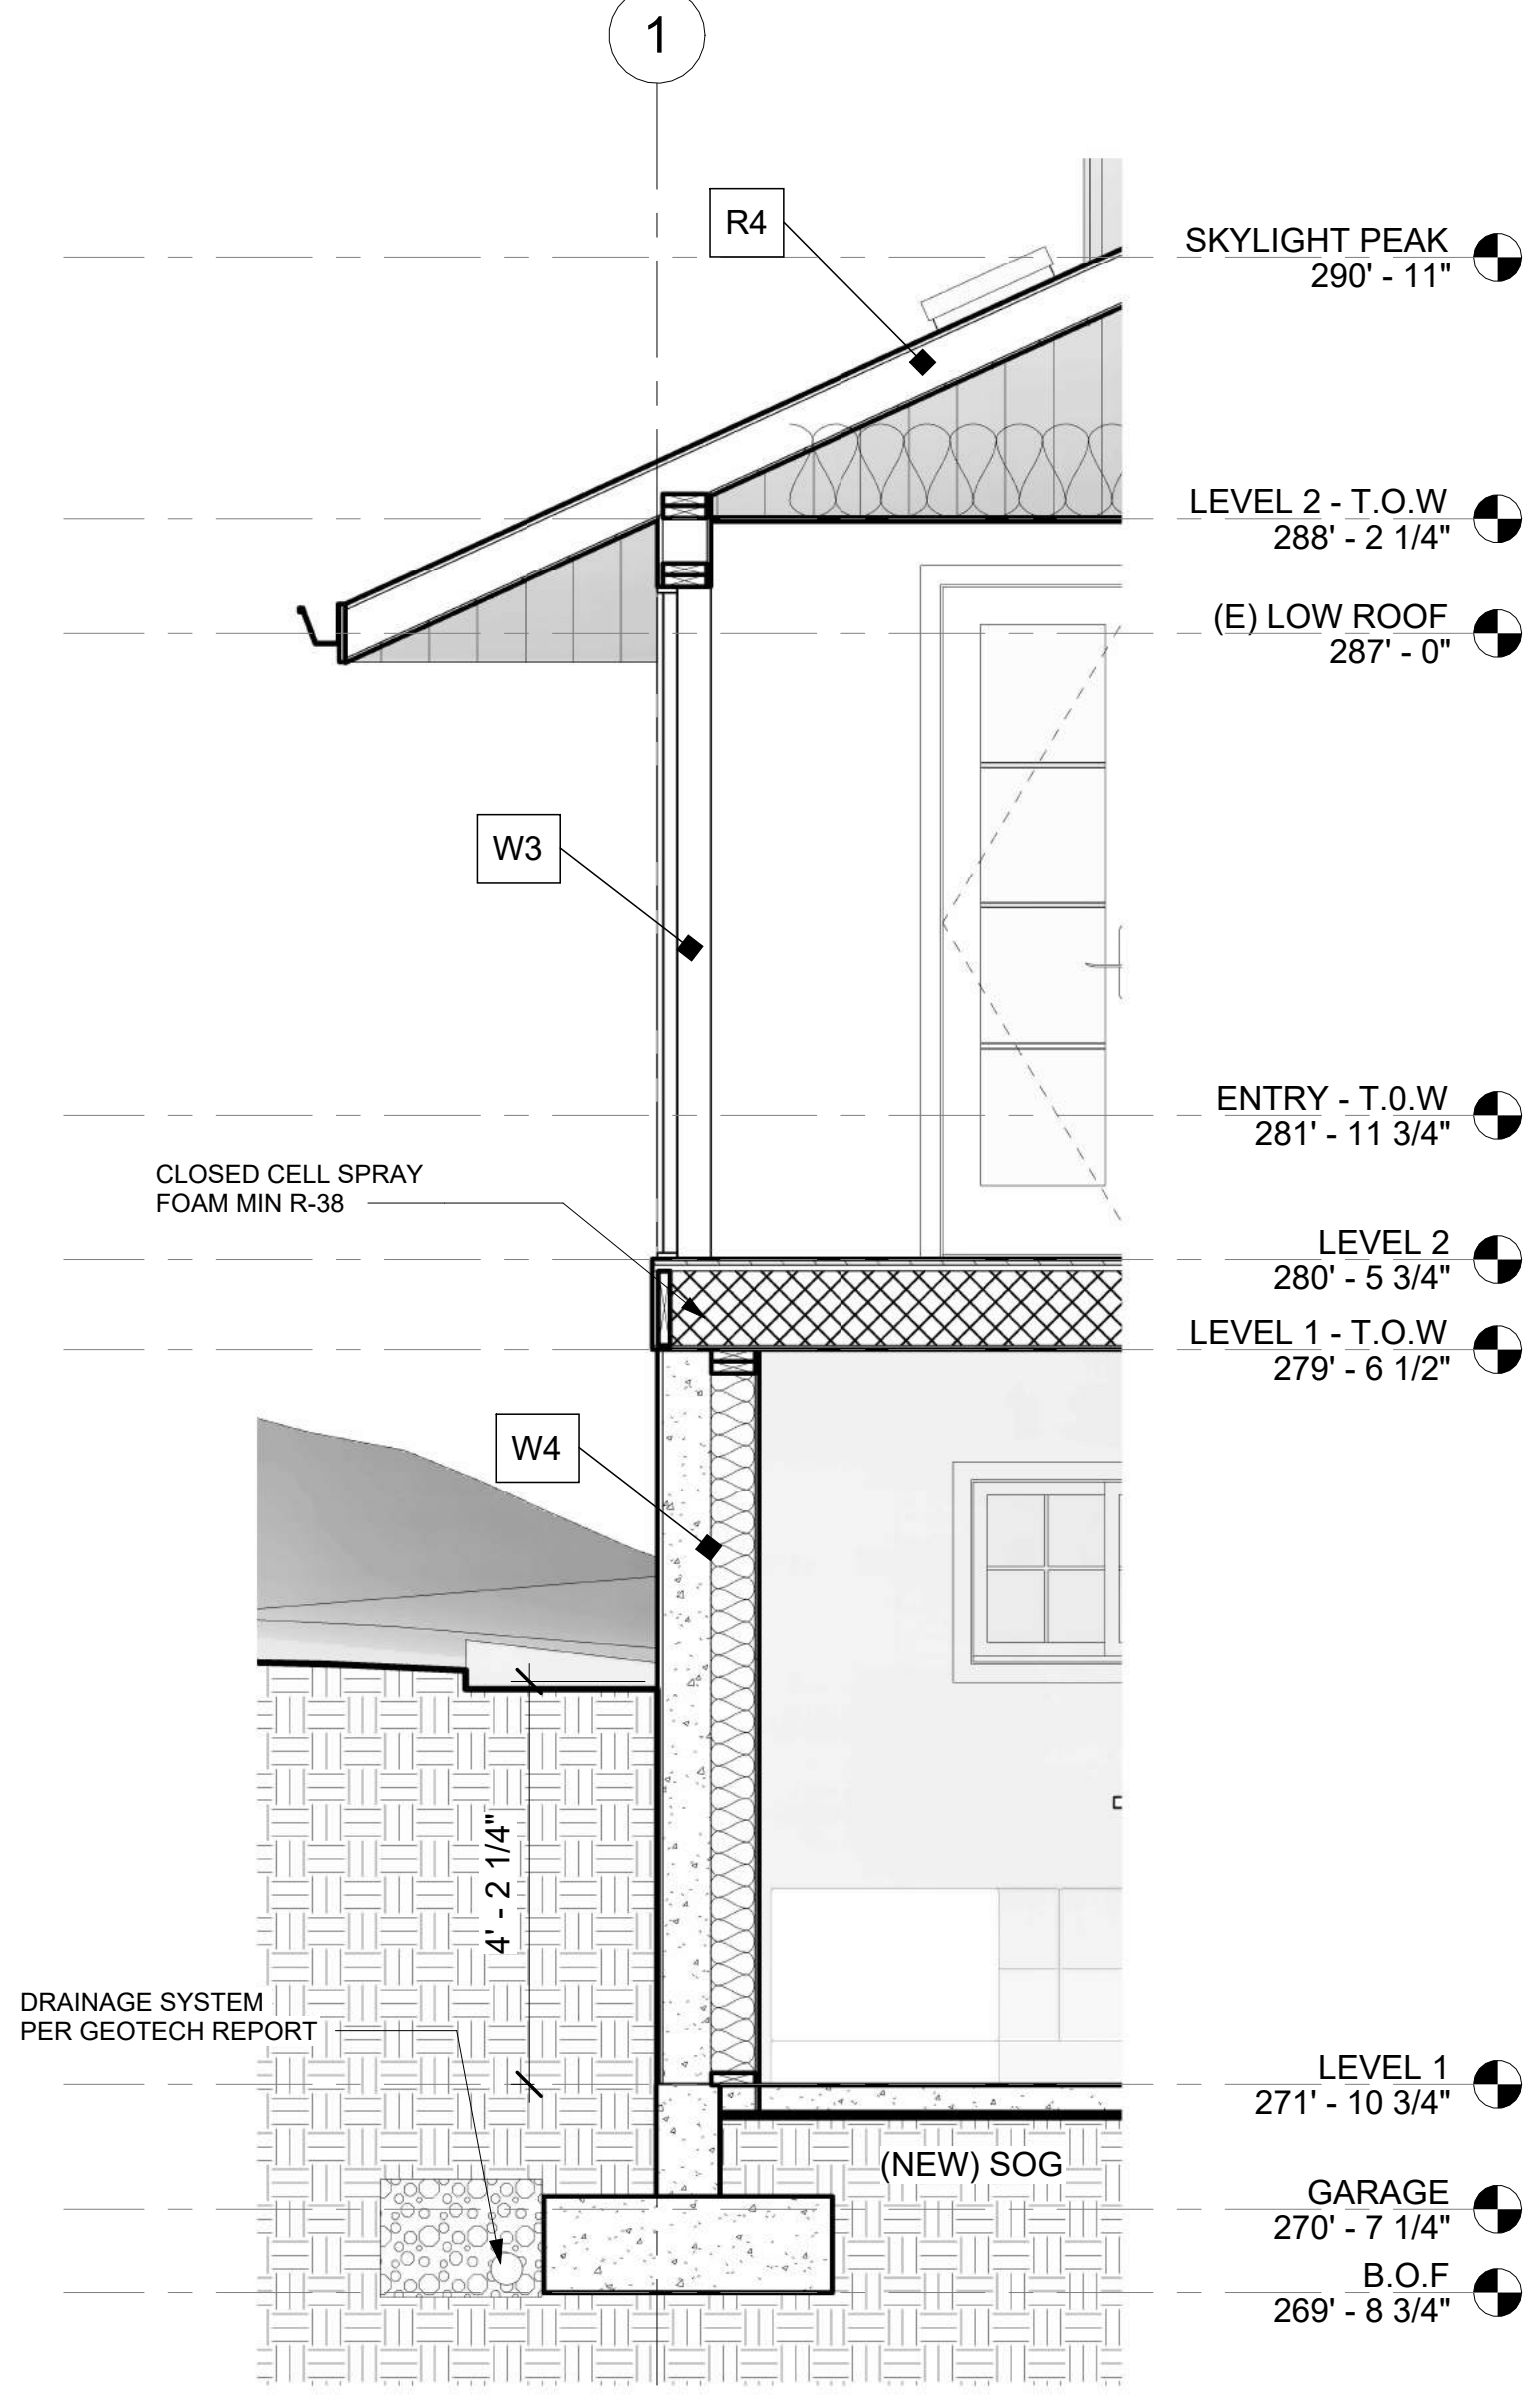 1
R4
SKYLIGHT PEAK
290' - 11"
LEVEL 2 - T.O.W
288' - 2 1/4"
(E) LOW ROOF
287' - 0"
W3
ENTRY - T.0.W
281' - 11 3/4"
CLOSED CELL SPRAY
FOAM MIN R-38
LEVEL 2
280' - 5 3/4"
LEVEL 1 - T.O.W
279' - 6 1/2"
W4
4' - 2 1/4"
DRAINAGE SYSTEM
PER GEOTECH REPORT
LEVEL 1
271' - 10 3/4"
(NEW) SOG
GARAGE
270' - 7 1/4"
B.O.F
269' - 8 3/4"